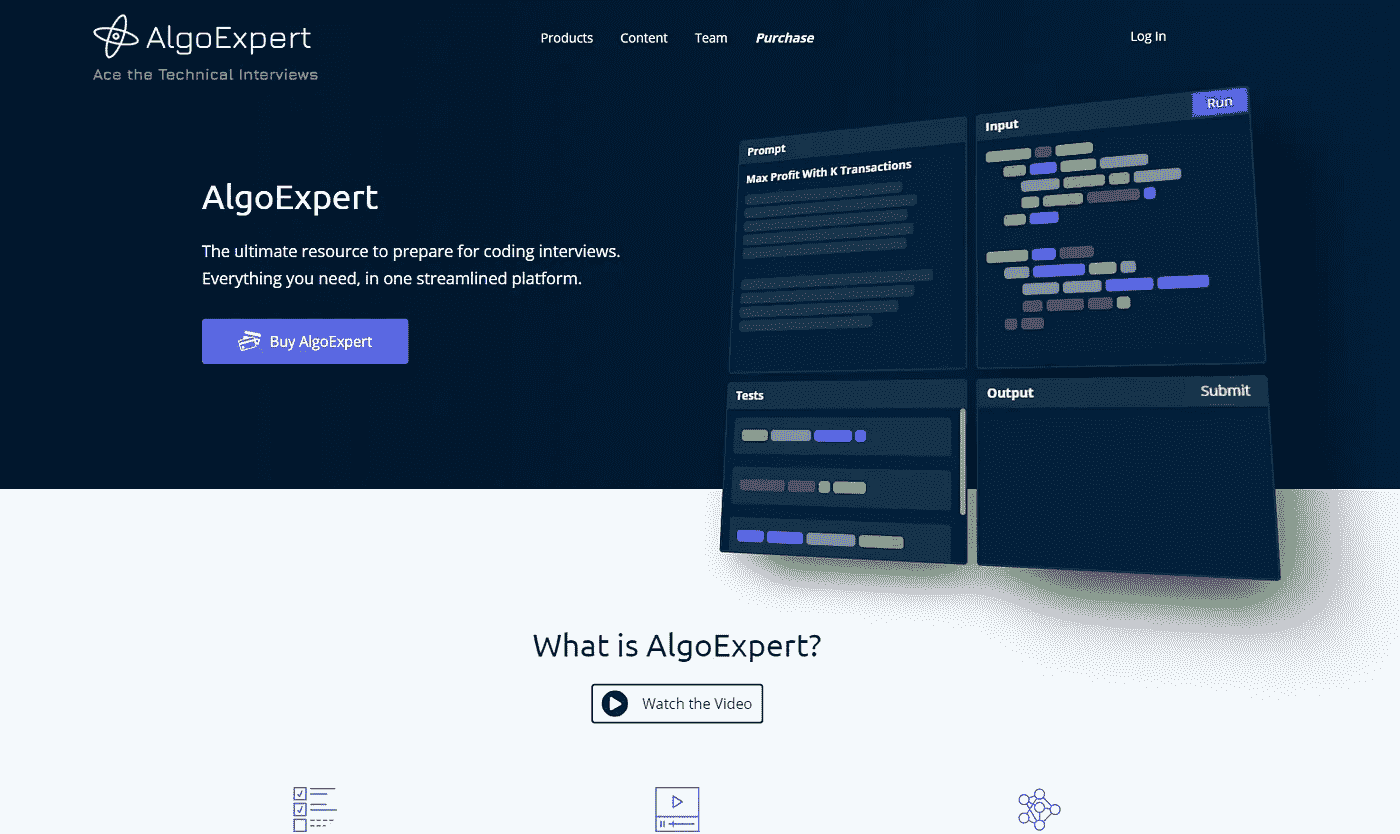 AlgoExpert
Ace the Technical Interviews
Products
Content
Team
Purchase
Log In
AlgoExpert
The ultimate resource to prepare for coding interviews.
Everything you need, in one streamlined platform.
Buy AlgoExpert
Prompt
Max Profit With K Transactions
Input
Run
Tests
Output
Submit
What is AlgoExpert?
Watch the Video